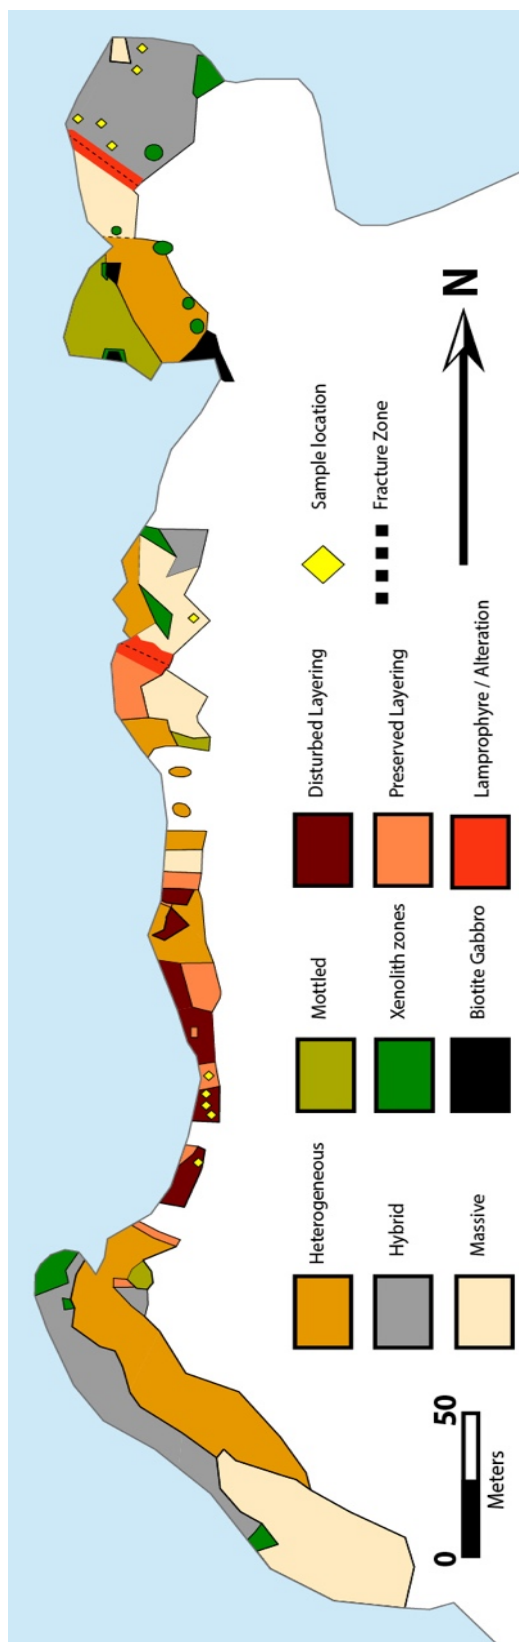 N
Sample location
Fracture Zone
Disturbed Layering
Preserved Layering
Lamprophyre / Alteration
Mottled
Xenolith zones
Biotite Gabbro
Heterogeneous
Hybrid
Massive
0 50
Meters